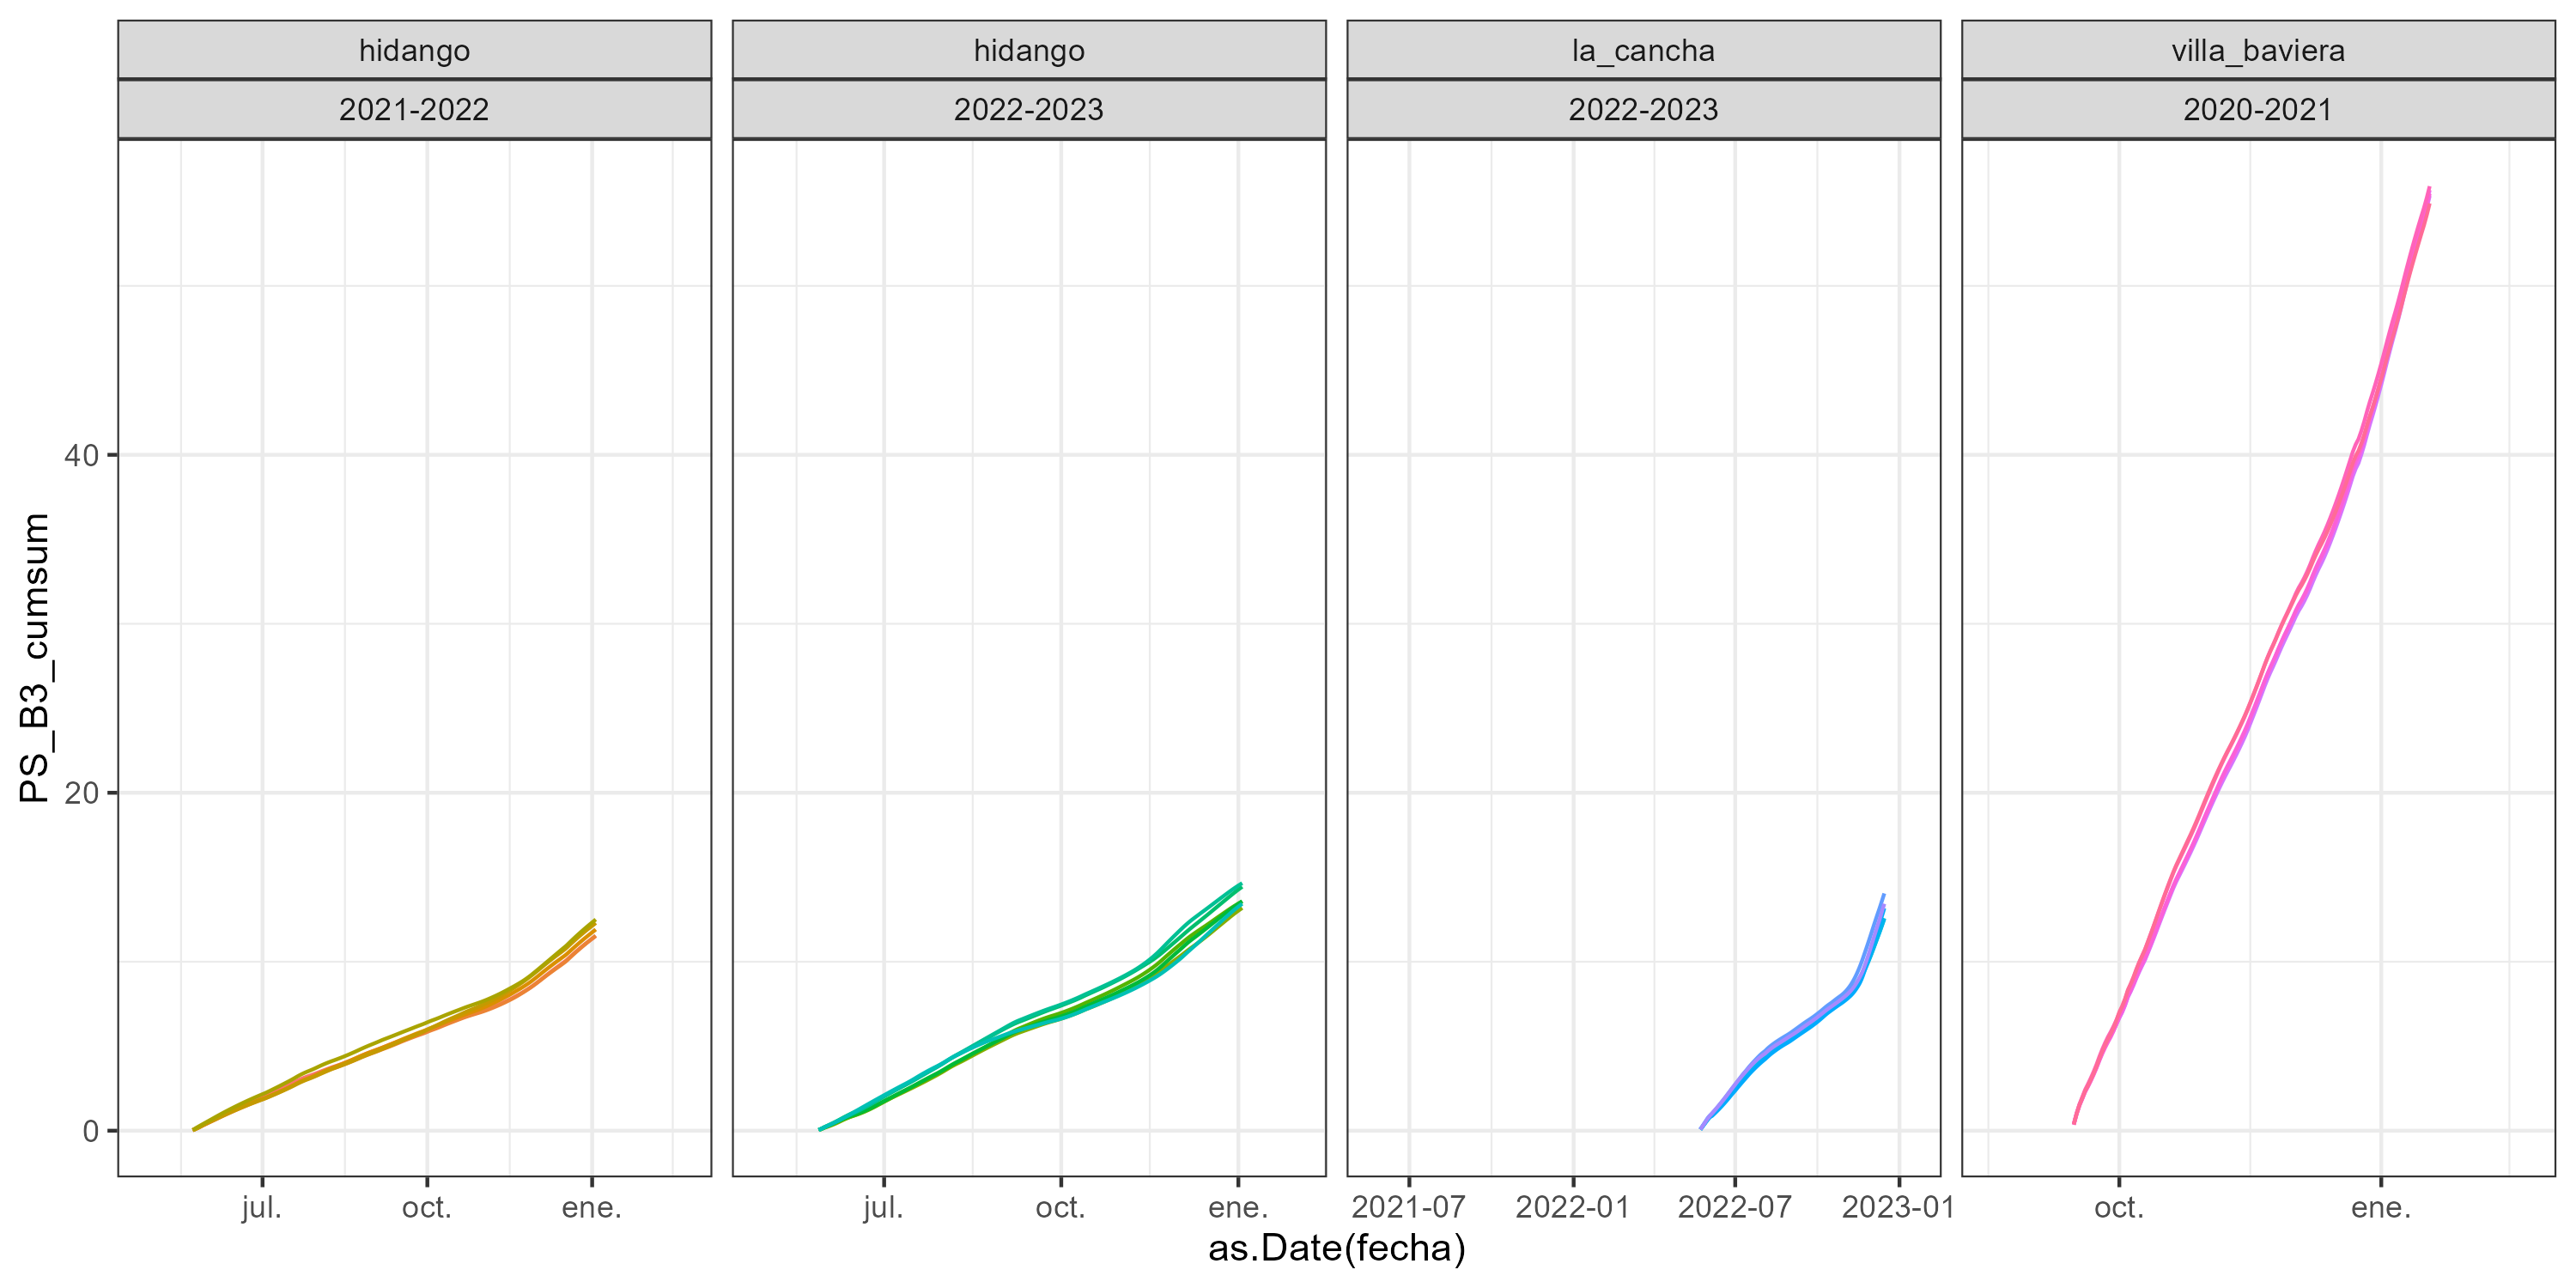 hidango
hidango
la_cancha
villa_baviera
2021-2022
2022-2023
2022-2023
2020-2021
PS_B3_cumsum
40
20
0
jul.
oct.
ene.
jul.
oct.
ene.
2021-07
2022-01
2022-07
2023-01
oct.
ene.
as.Date(fecha)